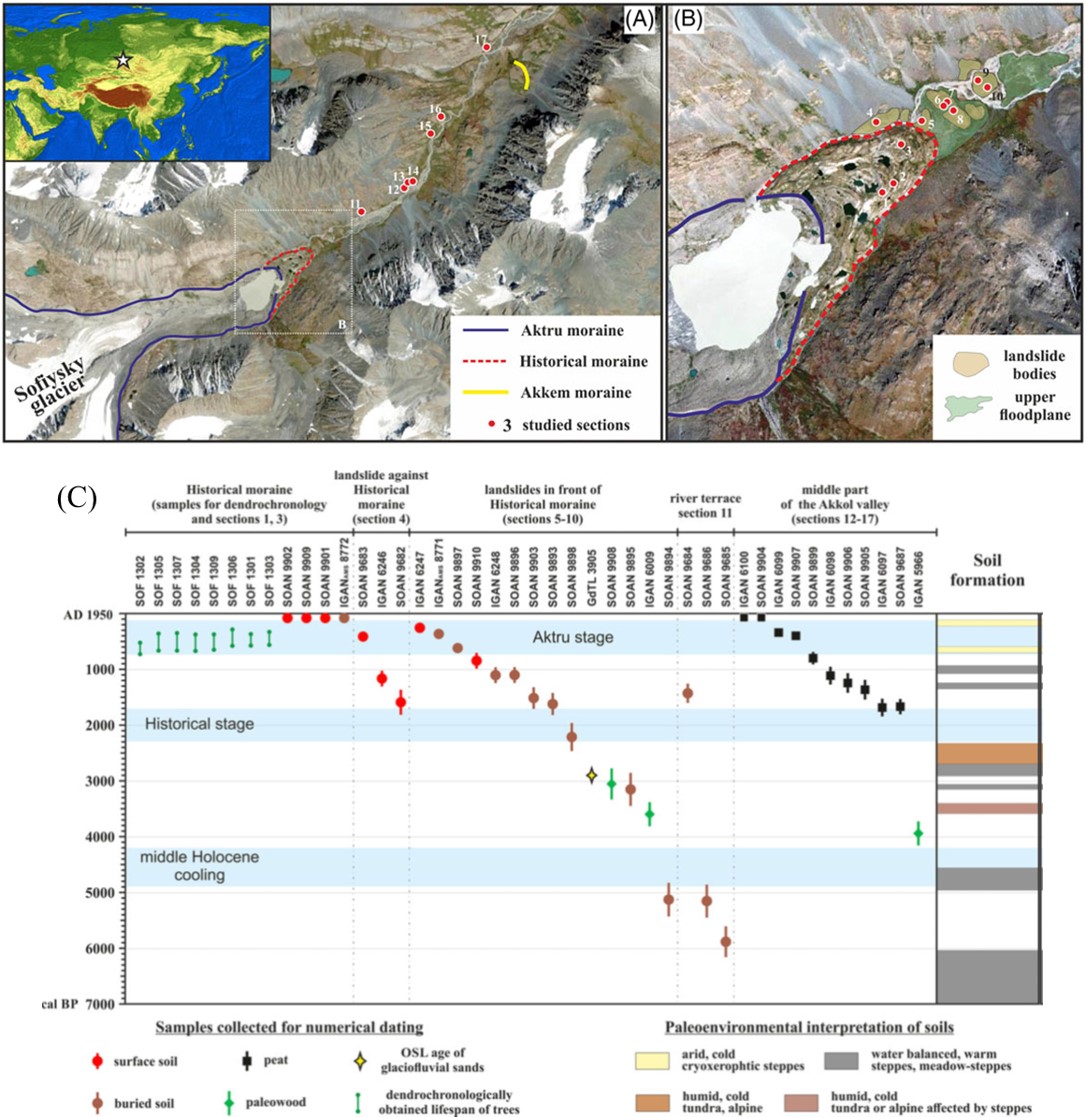 (A)
17
16
15
14
13
12
11
B
Sofiysky
glacier
Aktru moraine
Historical moraine
Akkem moraine
3 studied sections
(B)
9
10
4
5
6
8
3
2
1
landslide
bodies
upper
floodplane
(C)
Historical moraine
(samples for dendrochronology
and sections 1, 3)
landslide against
Historical
moraine
(section 4)
landslides in front of
Historical moraine
(sections 5-10)
river terrace
section 11
middle part
of the Akkol valley
(sections 12-17)
Soil
formation
SOF 1302
SOF 1305
SOF 1307
SOF 1304
SOF 1309
SOF 1306
SOF 1301
SOF 1303
SOAN 9902
SOAN 9909
SOAN 9901
IGANAMS 8772
SOAN 9683
IGAN 6246
SOAN 9682
IGAN 6247
IGANAMS 8771
SOAN 9897
SOAN 9910
IGAN 6248
SOAN 9896
SOAN 9903
SOAN 9893
SOAN 9898
GdTL 3905
SOAN 9908
SOAN 9895
IGAN 6009
SOAN 9894
SOAN 9684
SOAN 9686
SOAN 9685
IGAN 6100
SOAN 9904
IGAN 6099
SOAN 9907
SOAN 9899
IGAN 6098
SOAN 9906
SOAN 9905
IGAN 6097
SOAN 9687
IGAN 5966
AD 1950
Aktru stage
1000
Historical stage
2000
3000
4000
middle Holocene
cooling
5000
6000
cal BP 7000
Samples collected for numerical dating
surface soil
peat
OSL age of
glaciofluvial sands
buried soil
paleowood
dendrochronologically
obtained lifespan of trees
Paleoenvironmental interpretation of soils
arid, cold
cryoxerophtic steppes
water balanced, warm
steppes, meadow-steppes
humid, cold
tundra, alpine
humid, cold
tundra or alpine affected by steppes